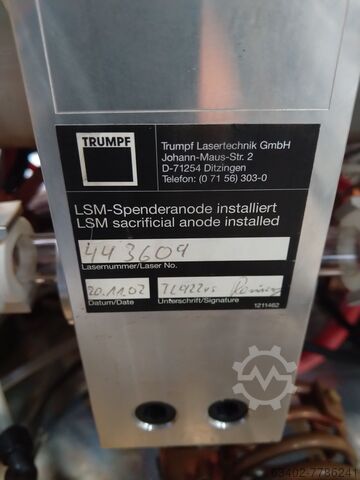 TRUMPF
Trumpf Lasertechnik GmbH
Johann-Maus-Str. 2
D-71254 Ditzingen
Telefon: (0 71 56) 303-0
LSM-Spenderanode installiert
LSM sacrificial anode installed
443609
Lasernummer/Laser No.
20.11.02
Datum/Date
Unterschrift/Signature
1211462